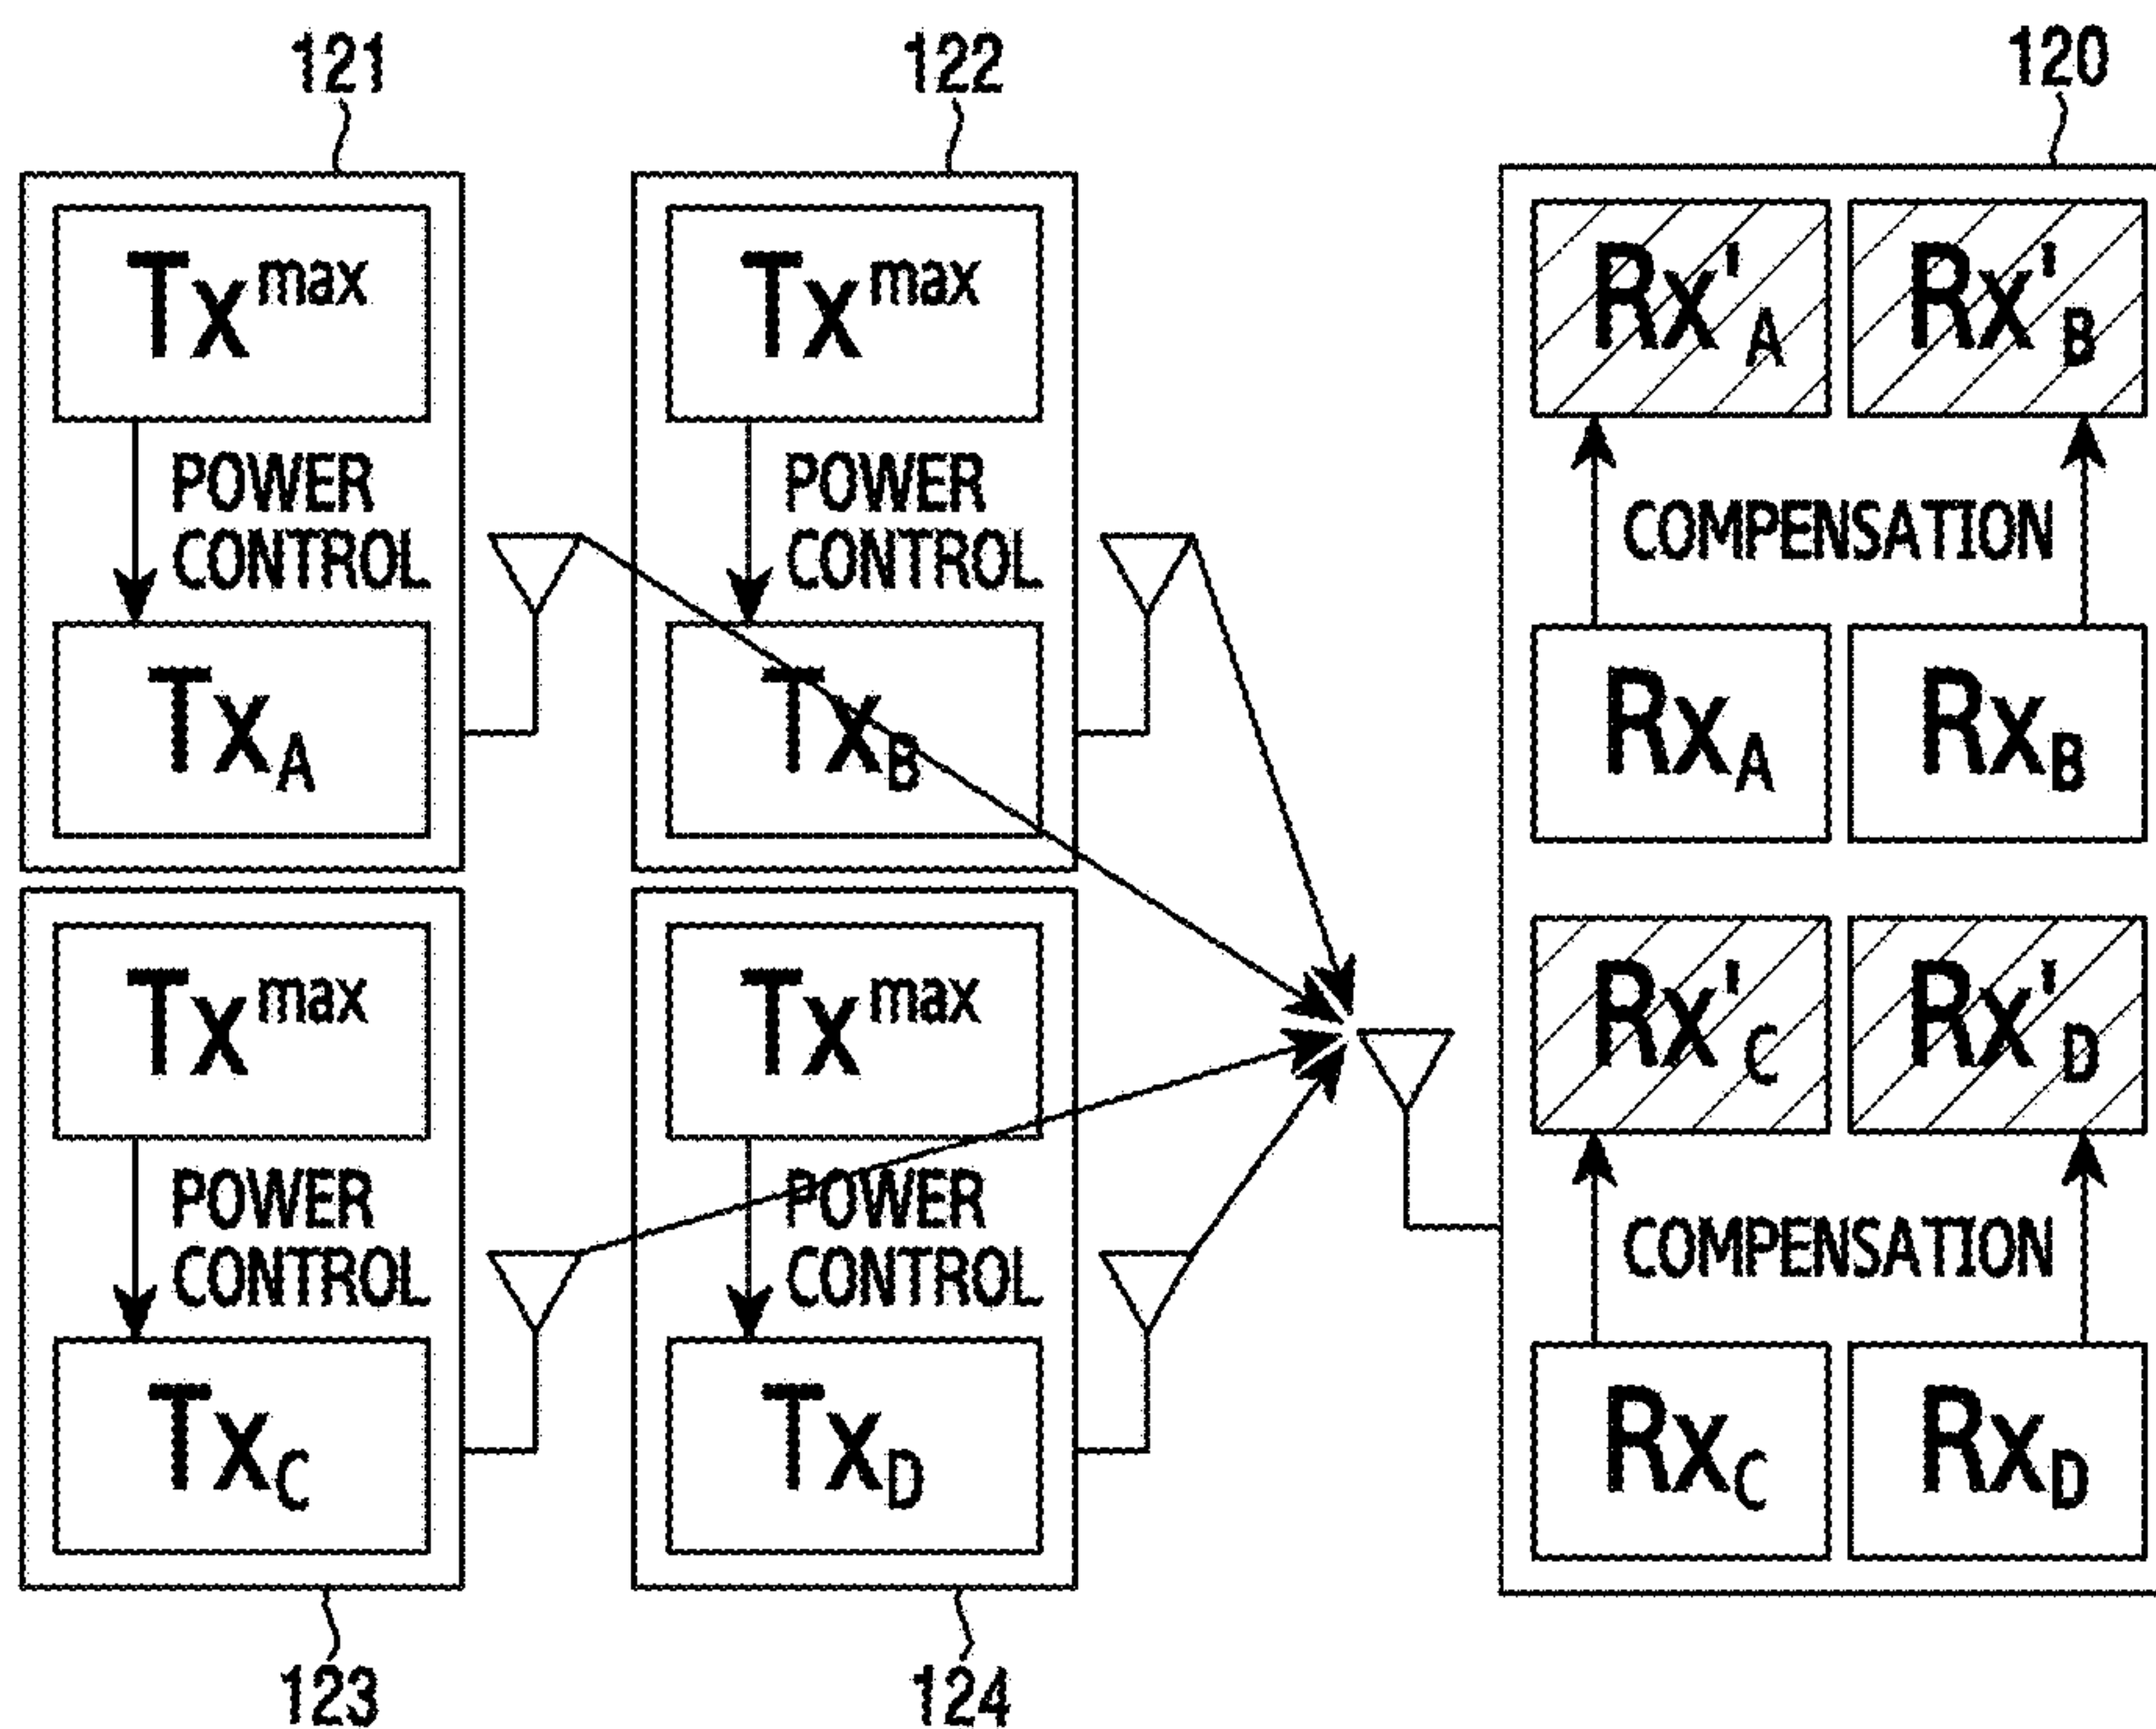 121
122
120
Tx^max
POWER
CONTROL
Tx_A
Tx^max
POWER
CONTROL
Tx_B
Rx'_A
Rx'_B
COMPENSATION
Rx_A
Rx_B
Tx^max
POWER
CONTROL
Tx_C
Tx^max
POWER
CONTROL
Tx_D
Rx'_C
Rx'_D
COMPENSATION
Rx_C
Rx_D
123
124